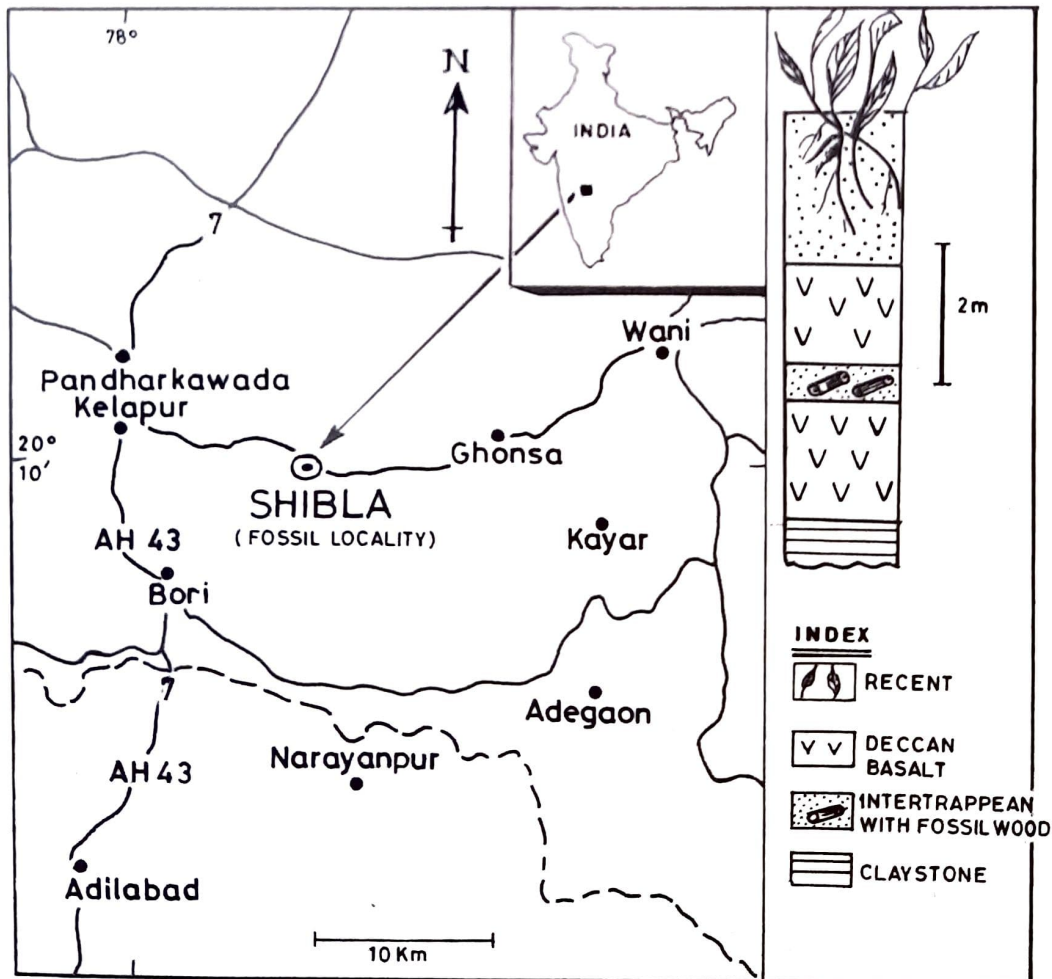 78°
N
INDIA
7
2m
Wani
Pandharkawada
Kelapur
20°
10'
Ghonsa
SHIBLA
(FOSSIL LOCALITY)
AH 43
Kayar
Bori
7
Adegaon
AH 43
Narayanpur
Adilabad
10 Km
INDEX
RECENT
V V
DECCAN
BASALT
INTERTRAPPEAN
WITH FOSSIL WOOD
CLAYSTONE